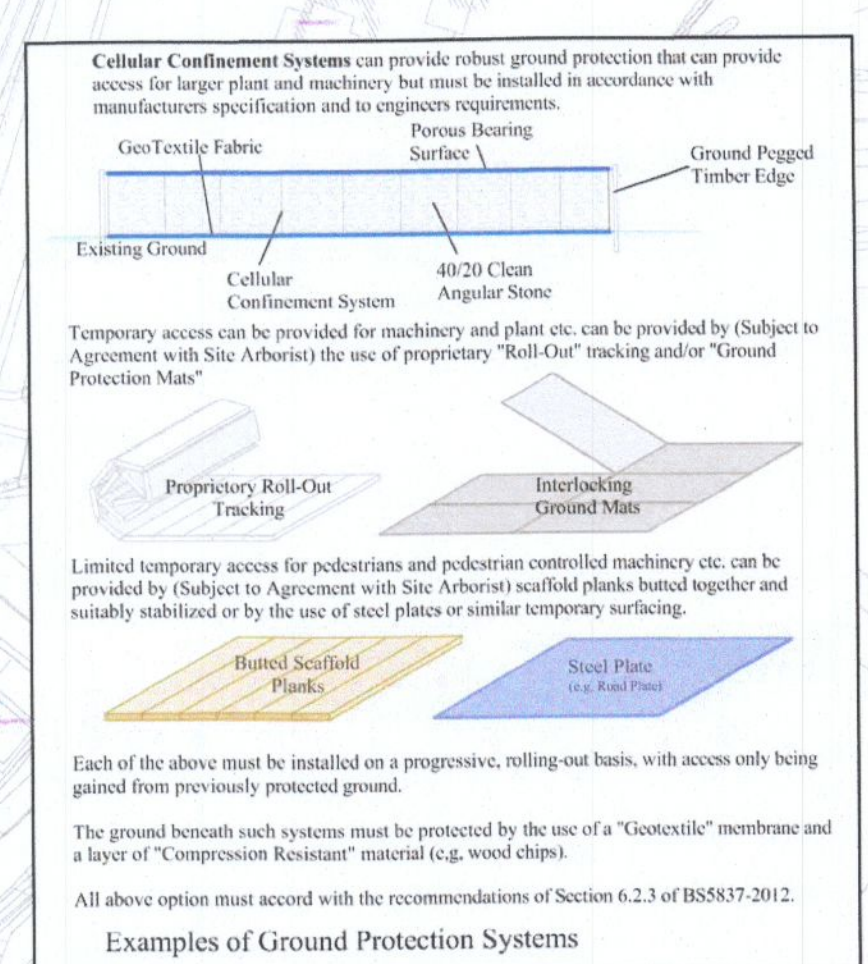 Cellular Confinement Systems can provide robust ground protection that can provide
access for larger plant and machinery but must be installed in accordance with
manufacturers specification and to engineers requirements.
GeoTextile Fabric
Porous Bearing
Surface
Ground Pegged
Timber Edge
Existing Ground
Cellular
Confinement System
40/20 Clean
Angular Stone
Temporary access can be provided for machinery and plant etc. can be provided by (Subject to
Agreement with Site Arborist) the use of proprietary "Roll-Out" tracking and/or "Ground
Protection Mats"
Proprietory Roll-Out
Tracking
Interlocking
Ground Mats
Limited temporary access for pedestrians and pedestrian controlled machinery etc. can be
provided by (Subject to Agreement with Site Arborist) scaffold planks butted together and
suitably stabilized or by the use of steel plates or similar temporary surfacing.
Butted Scaffold
Planks
Steel Plate
(e.g. Road Plate)
Each of the above must be installed on a progressive, rolling-out basis, with access only being
gained from previously protected ground.
The ground beneath such systems must be protected by the use of a "Geotextile" membrane and
a layer of "Compression Resistant" material (e.g. wood chips).
All above option must accord with the recommendations of Section 6.2.3 of BS5837-2012.
Examples of Ground Protection Systems